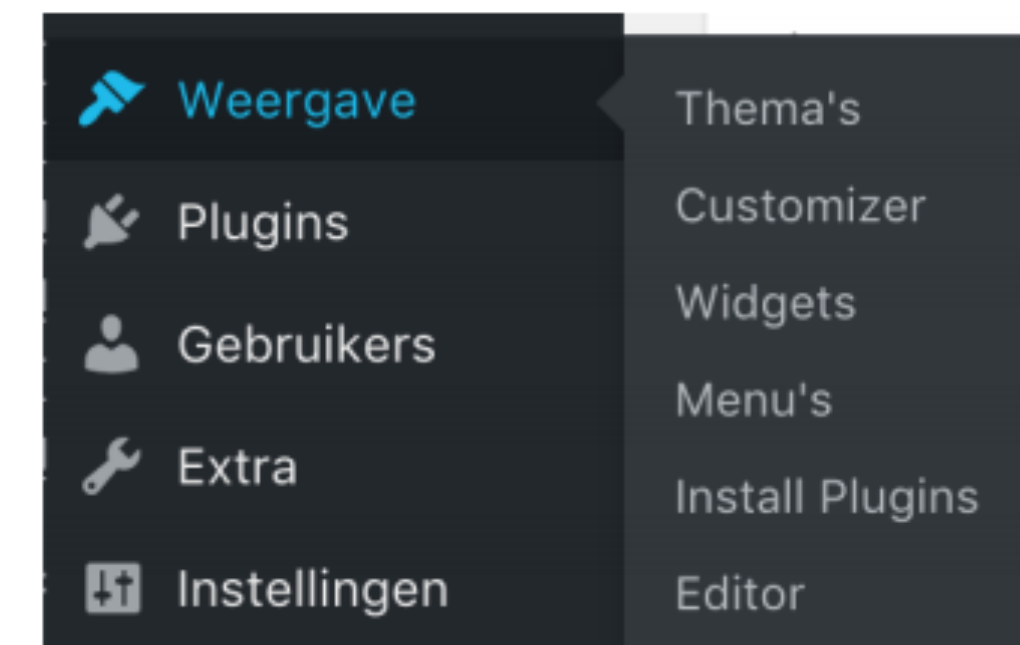 Weergave
Plugins
Gebruikers
Extra
Instellingen
Thema's
Customizer
Widgets
Menu's
Install Plugins
Editor